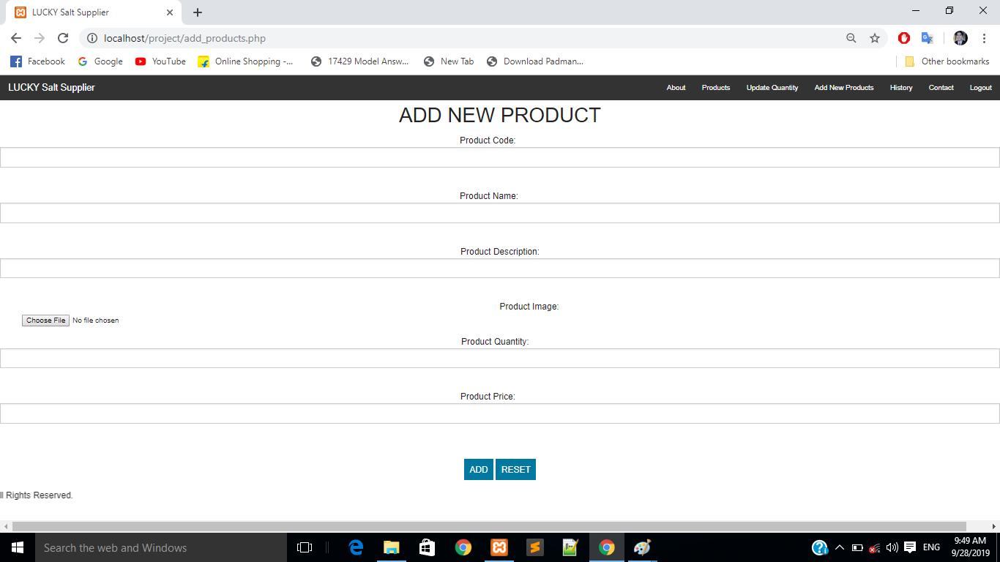 LUCKY Salt Supplier
localhost/project/add_products.php
Facebook Google YouTube Online Shopping -... 17429 Model Answ... New Tab Download Padman... Other bookmarks
LUCKY Salt Supplier About Products Update Quantity Add New Products History Contact Logout
ADD NEW PRODUCT
Product Code:
Product Name:
Product Description:
Product Image:
Choose File No file chosen
Product Quantity:
Product Price:
ADD RESET
ll Rights Reserved.
Search the web and Windows ENG 9:49 AM
9/28/2019